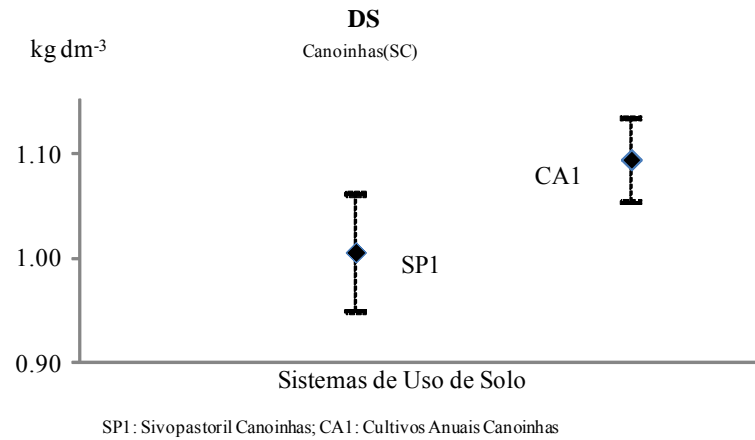 DS
kg dm-3
Canoinhas(SC)
1.10
CA1
1.00
SP1
0.90
Sistemas de Uso de Solo
SP1: Sivopastoril Canoinhas; CA1: Cultivos Anuais Canoinhas